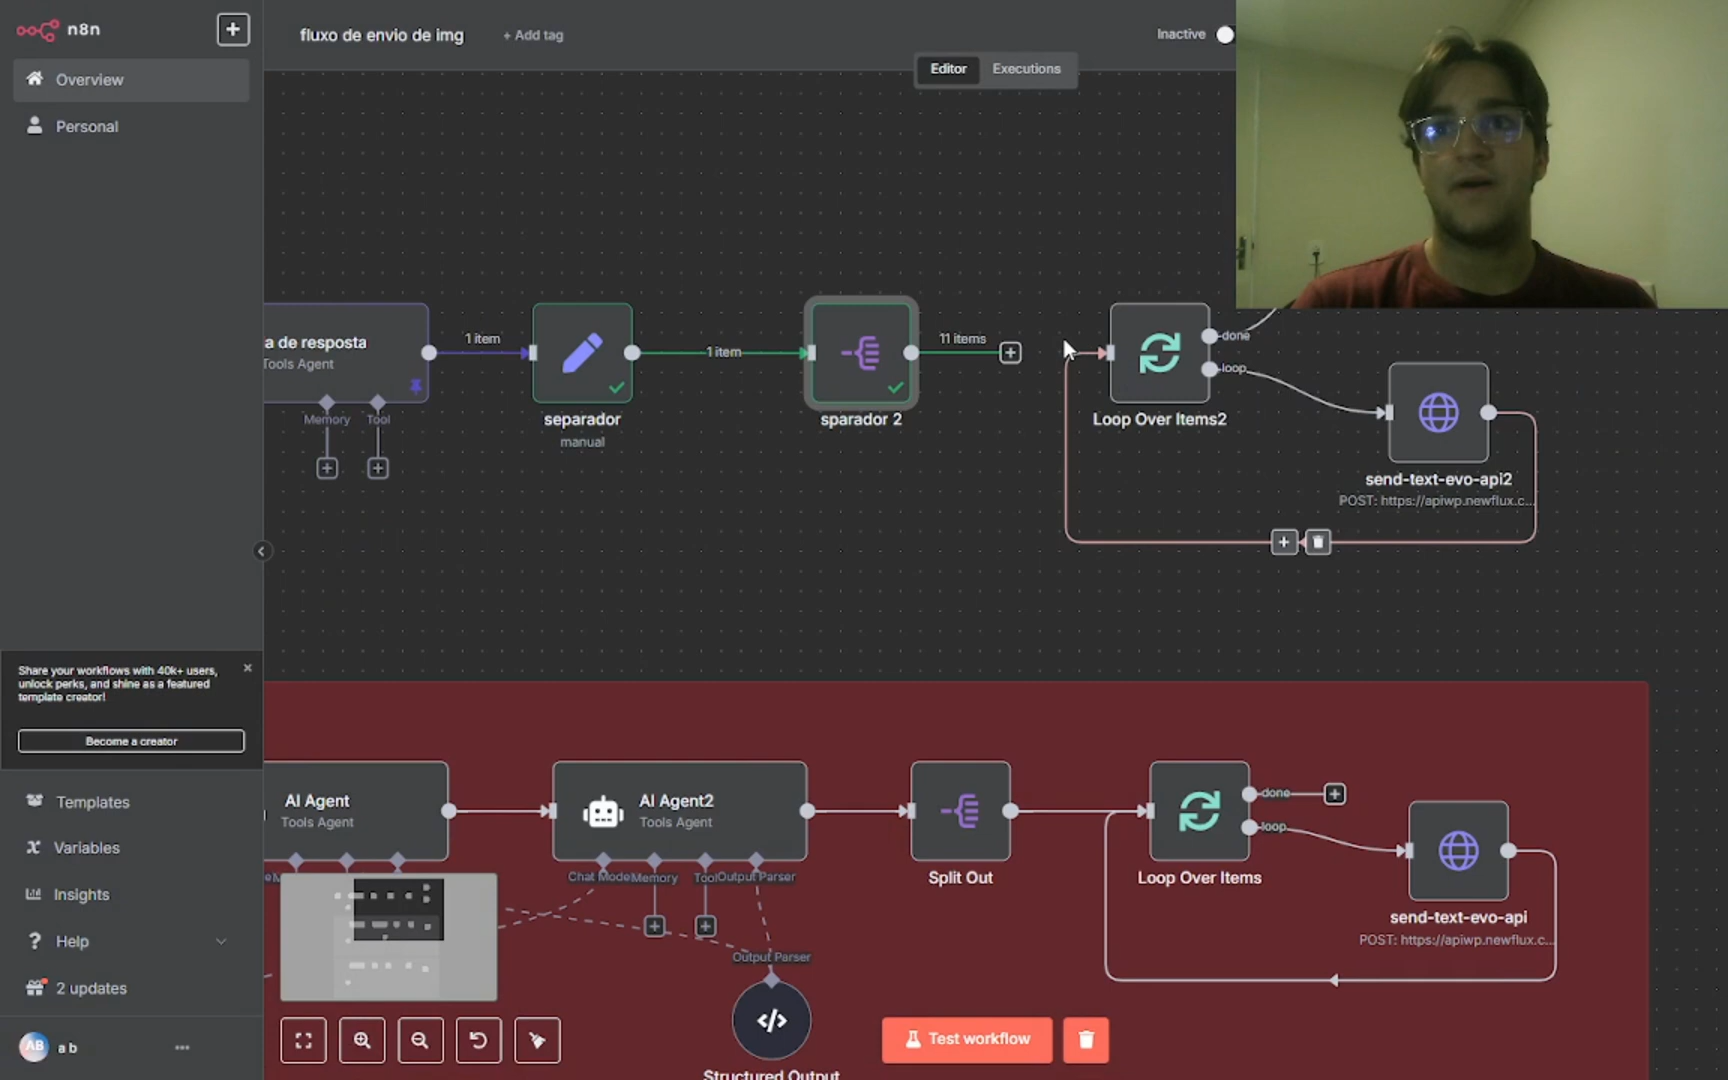 n8n
fluxo de envio de img
+ Add tag
Inactive
Editor
Executions
Overview
Personal
a de resposta
Tools Agent
Memory
Tool
1 item
separador
manual
1 item
sparador 2
11 items
Loop Over Items2
done
loop
send-text-evo-api2
POST: https://apiwp.newflux.c...
Share your workflows with 40k+ users,
unlock perks, and shine as a featured
template creator!
Become a creator
Templates
Variables
Insights
Help
2 updates
AB
a b
AI Agent
Tools Agent
AI Agent2
Tools Agent
Chat Mode
Memory
Tool
Output Parser
Output Parser
Structured Output
Split Out
Loop Over Items
done
loop
send-text-evo-api
POST: https://apiwp.newflux.c...
Test workflow